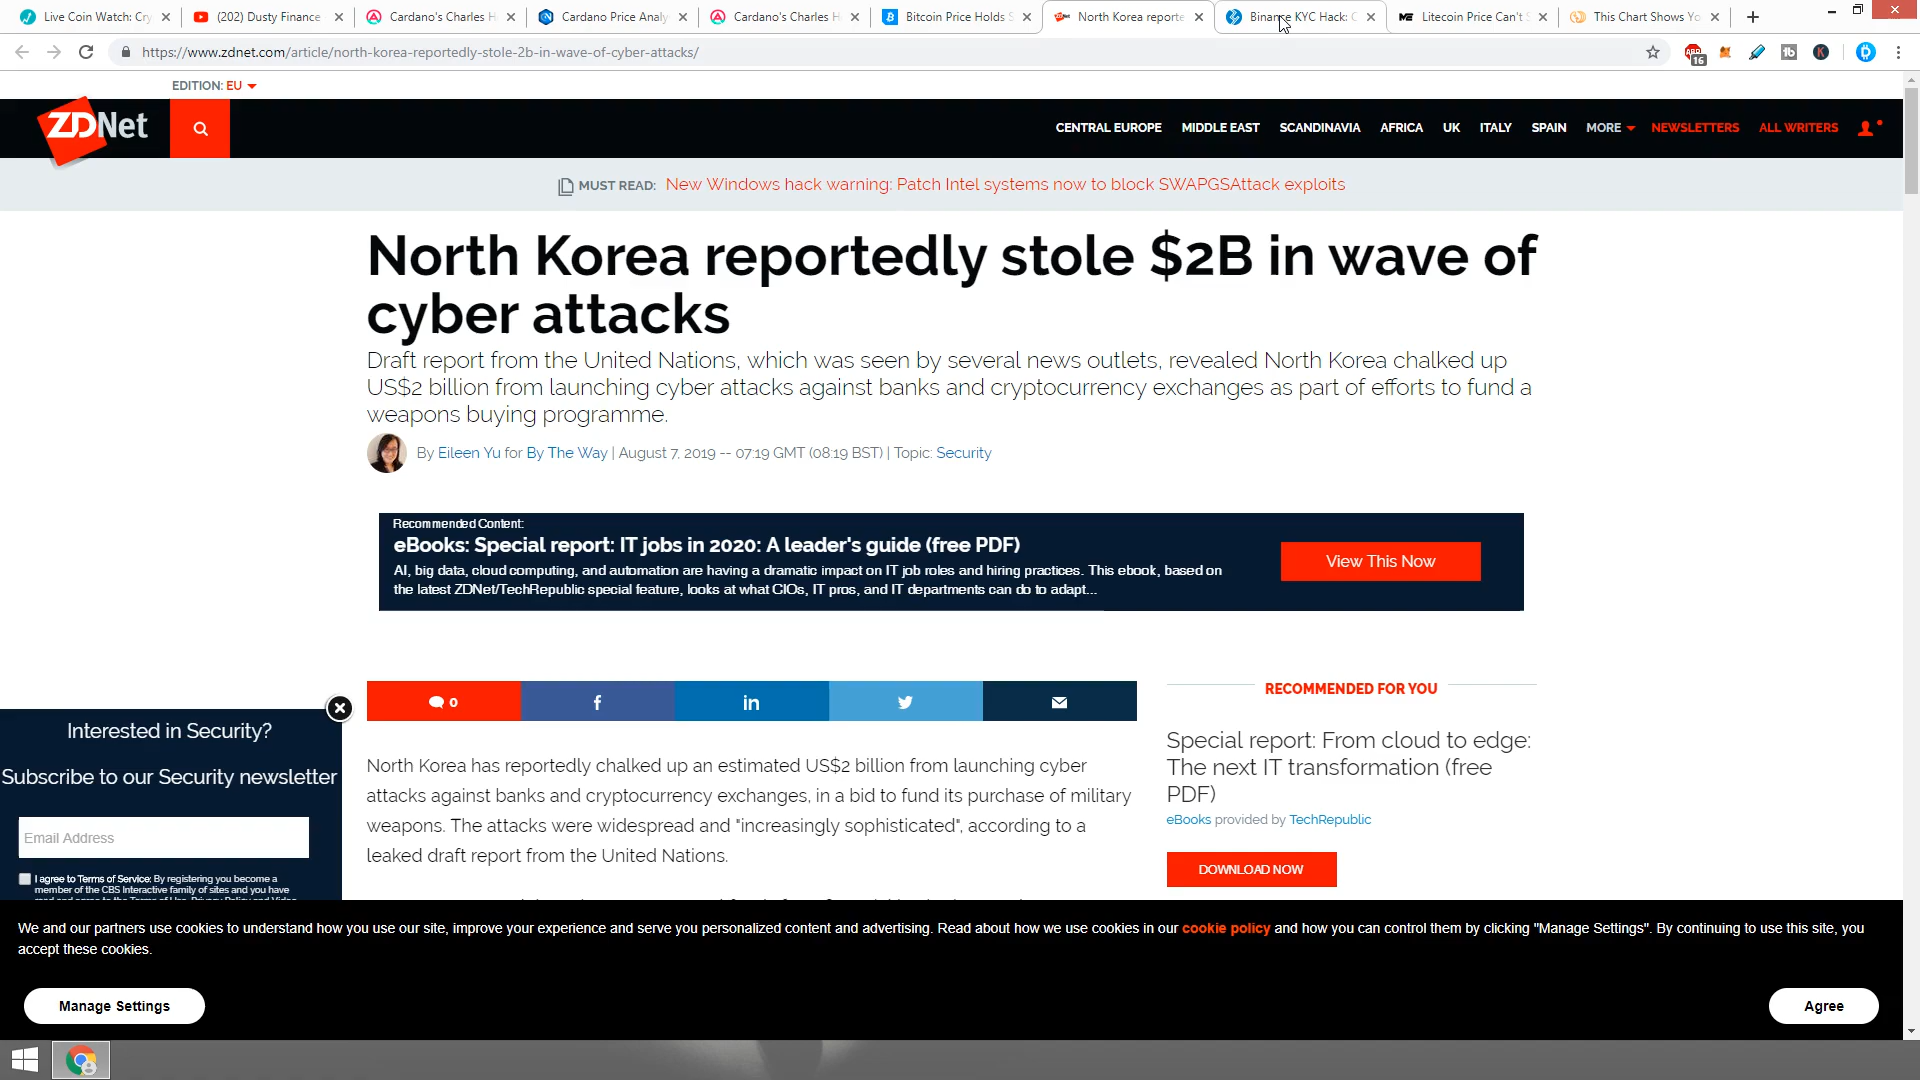 Live Coin Watch: Cry
(202) Dusty Finance
Cardano's Charles H
Cardano Price Analy
Cardano's Charles H
Bitcoin Price Holds S
North Korea reporte
Binance KYC Hack: C
Litecoin Price Can't S
This Chart Shows Yo
https://www.zdnet.com/article/north-korea-reportedly-stole-2b-in-wave-of-cyber-attacks/
16
EDITION: EU
ZDNet
CENTRAL EUROPE
MIDDLE EAST
SCANDINAVIA
AFRICA
UK
ITALY
SPAIN
MORE
NEWSLETTERS
ALL WRITERS
MUST READ: New Windows hack warning: Patch Intel systems now to block SWAPGSAttack exploits
North Korea reportedly stole $2B in wave of
cyber attacks
Draft report from the United Nations, which was seen by several news outlets, revealed North Korea chalked up
US$2 billion from launching cyber attacks against banks and cryptocurrency exchanges as part of efforts to fund a
weapons buying programme.
By Eileen Yu for By The Way | August 7, 2019 -- 07:19 GMT (08:19 BST) | Topic: Security
Recommended Content:
eBooks: Special report: IT jobs in 2020: A leader's guide (free PDF)
AI, big data, cloud computing, and automation are having a dramatic impact on IT job roles and hiring practices. This ebook, based on
the latest ZDNet/TechRepublic special feature, looks at what CIOs, IT pros, and IT departments can do to adapt...
View This Now
0
North Korea has reportedly chalked up an estimated US$2 billion from launching cyber
attacks against banks and cryptocurrency exchanges, in a bid to fund its purchase of military
weapons. The attacks were widespread and "increasingly sophisticated", according to a
leaked draft report from the United Nations.
RECOMMENDED FOR YOU
Special report: From cloud to edge:
The next IT transformation (free
PDF)
eBooks provided by TechRepublic
DOWNLOAD NOW
Interested in Security?
Subscribe to our Security newsletter
Email Address
I agree to Terms of Service: By registering you become a
member of the CBS Interactive family of sites and you have
read and agree to the Terms of Use, Privacy Policy and Video
We and our partners use cookies to understand how you use our site, improve your experience and serve you personalized content and advertising. Read about how we use cookies in our cookie policy and how you can control them by clicking "Manage Settings". By continuing to use this site, you
accept these cookies.
Manage Settings
Agree